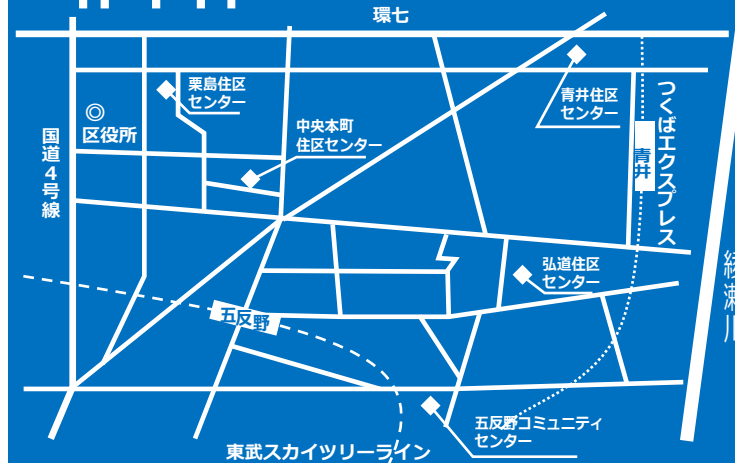 環七
栗島住区
センター
青井住区
センター
つくばエクスプレス
◎
区役所
中央本町
住区センター
国道4号線
青井
弘道住区
センター
綾瀬川
五反野
五反野コミュニティ
センター
東武スカイツリーライン